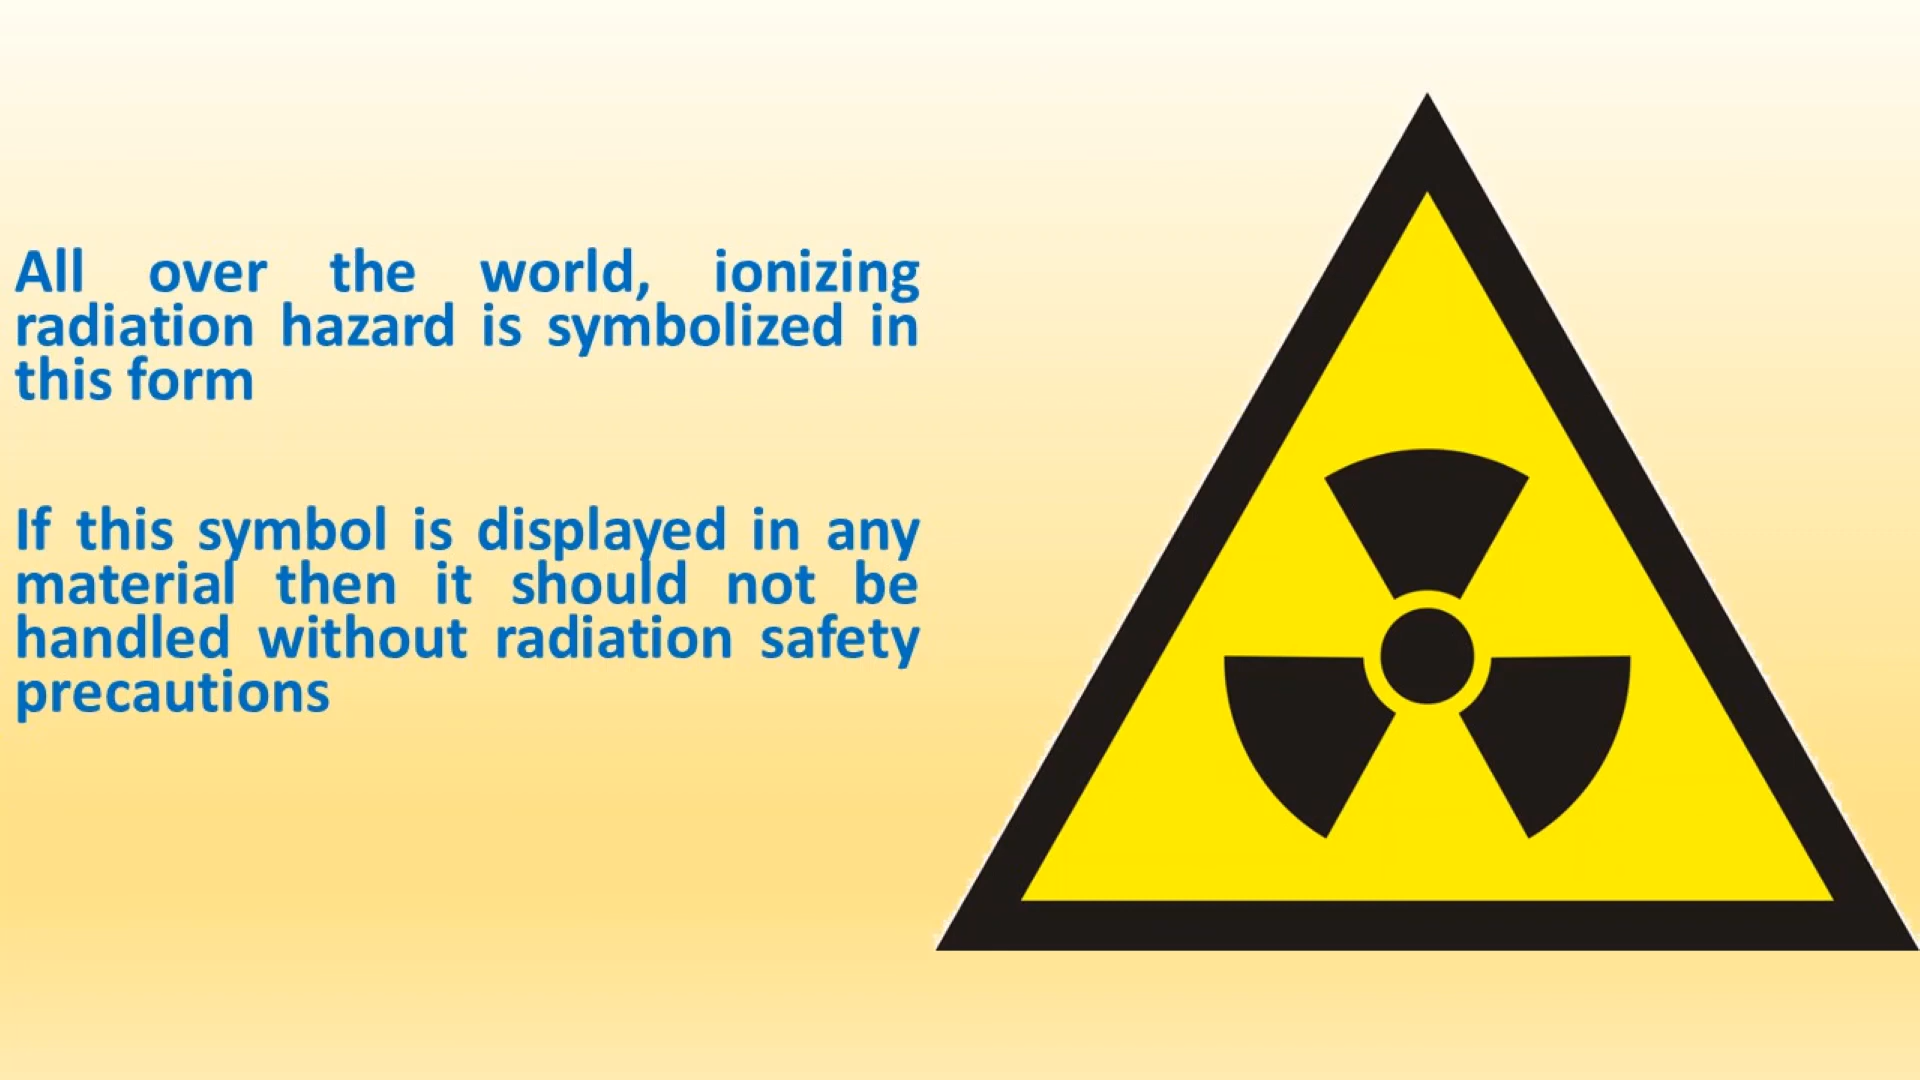 All over the world, ionizing
radiation hazard is symbolized in
this form
If this symbol is displayed in any
material then it should not be
handled without radiation safety
precautions